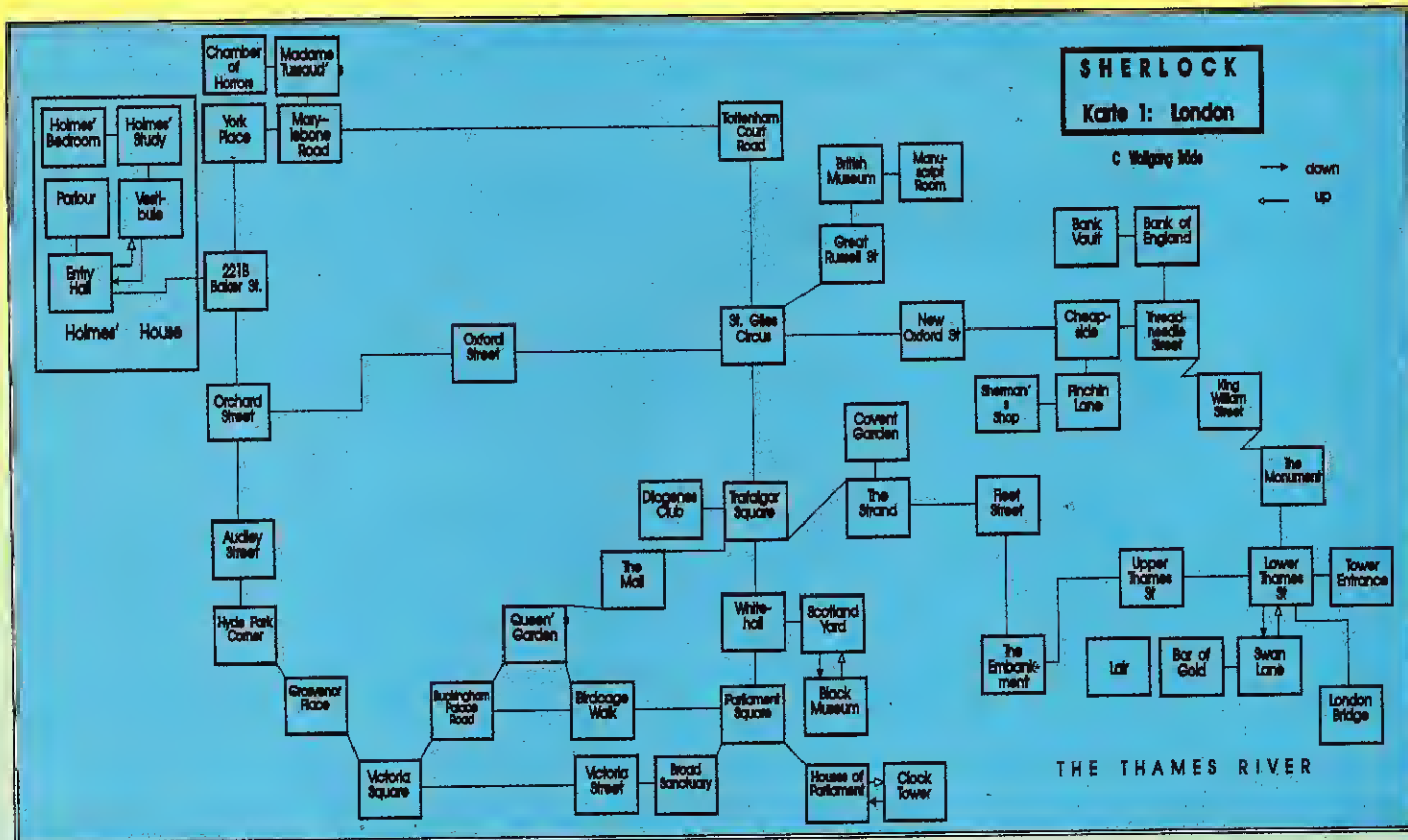 SHERLOCK
Karte 1: London
C Wolfgang
down
up
Chamber
of
Horrors
Madame
Tussaud's
Holmes'
Bedroom
Holmes'
Study
York
Place
Mary-
lebone
Road
Tottenham
Court
Road
British
Museum
Manu-
script
Room
Parlour
Vesti-
bule
Bank
Vault
Bank of
England
Great
Russell St
Entry
Hall
221B
Baker St.
Holmes' House
Oxford
Street
St. Giles
Circus
New
Oxford St
Cheap-
side
Thread-
needle
Street
Orchard
Street
Sherman'
s
Shop
Pinchin
Lane
King
William
Street
Covent
Garden
The
Monument
Diogenes
Club
Trafalgar
Square
The
Strand
Fleet
Street
Audley
Street
The
Mall
Upper
Thames
St
Lower
Thames
St
Tower
Entrance
Hyde Park
Corner
Queen'
s
Garden
White-
hall
Scotland
Yard
The
Embank-
ment
Lair
Bar of
Gold
Swan
Lane
Grosvenor
Place
Buckingham
Palace
Road
Birdcage
Walk
Parliament
Square
Black
Museum
London
Bridge
Victoria
Square
Victoria
Street
Broad
Sanctuary
Houses of
Parliament
Clock
Tower
THE THAMES RIVER